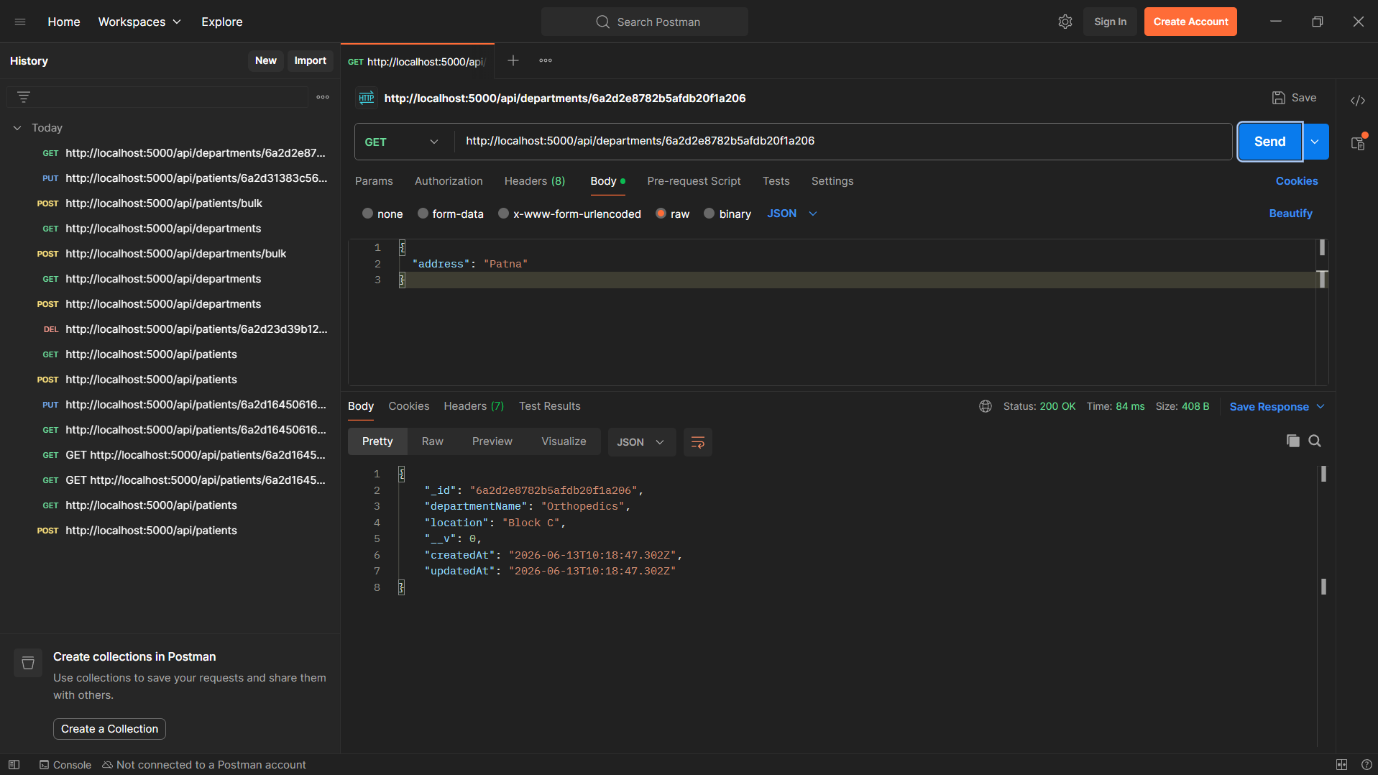 Home Workspaces Explore Search Postman Sign In Create Account
History New Import
GET http://localhost:5000/api/
HTTP http://localhost:5000/api/departments/6a2d2e8782b5afdb20f1a206 Save
Today
GET http://localhost:5000/api/departments/6a2d2e87...
PUT http://localhost:5000/api/patients/6a2d31383c56...
POST http://localhost:5000/api/patients/bulk
GET http://localhost:5000/api/departments
POST http://localhost:5000/api/departments/bulk
GET http://localhost:5000/api/departments
POST http://localhost:5000/api/departments
DEL http://localhost:5000/api/patients/6a2d23d39b12...
GET http://localhost:5000/api/patients
POST http://localhost:5000/api/patients
PUT http://localhost:5000/api/patients/6a2d16450616...
GET http://localhost:5000/api/patients/6a2d16450616...
GET GET http://localhost:5000/api/patients/6a2d1645...
GET GET http://localhost:5000/api/patients/6a2d1645...
GET http://localhost:5000/api/patients
POST http://localhost:5000/api/patients
Create collections in Postman
Use collections to save your requests and share them
with others.
Create a Collection
GET http://localhost:5000/api/departments/6a2d2e8782b5afdb20f1a206 Send
Params Authorization Headers (8) Body Pre-request Script Tests Settings Cookies
none form-data x-www-form-urlencoded raw binary JSON Beautify
1 {
2 "address": "Patna"
3 }
Body Cookies Headers (7) Test Results Status: 200 OK Time: 84 ms Size: 408 B Save Response
Pretty Raw Preview Visualize JSON
1 {
2 "_id": "6a2d2e8782b5afdb20f1a206",
3 "departmentName": "Orthopedics",
4 "location": "Block C",
5 "__v": 0,
6 "createdAt": "2026-06-13T10:18:47.302Z",
7 "updatedAt": "2026-06-13T10:18:47.302Z"
8 }
Console Not connected to a Postman account